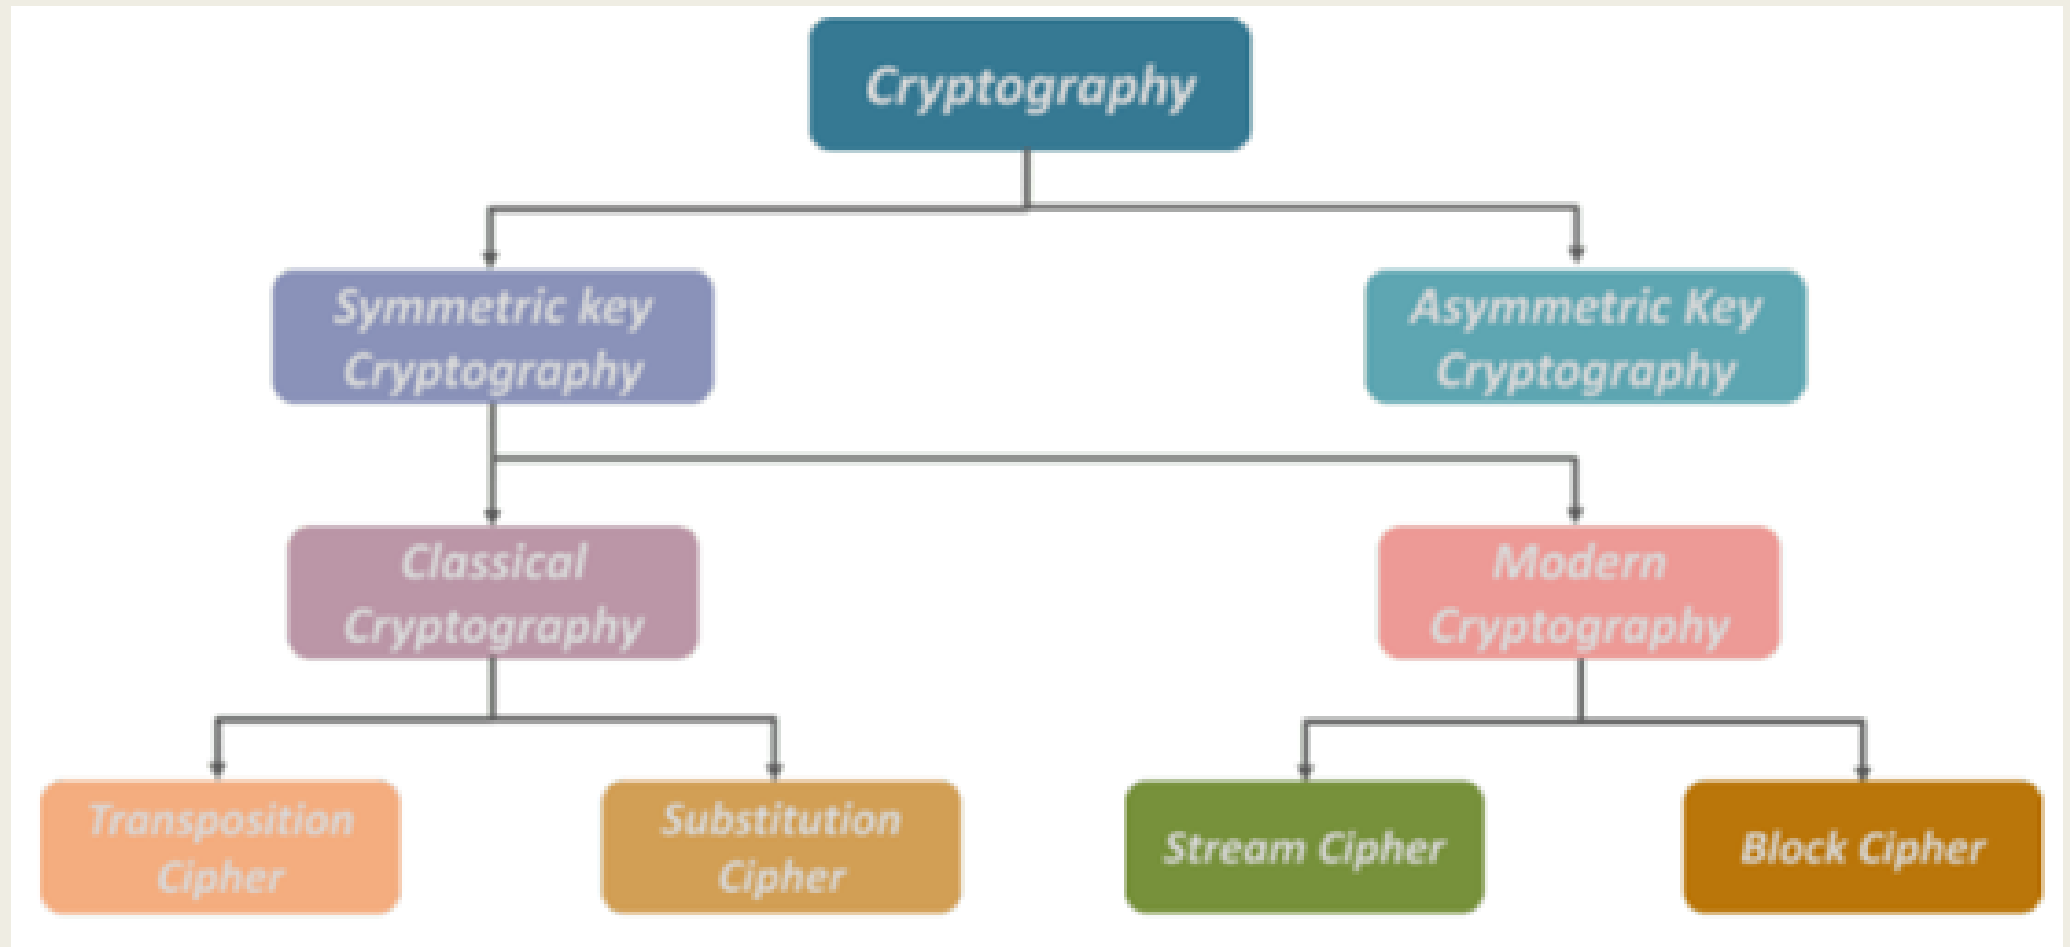 Cryptography
Symmetric key
Cryptography
Asymmetric Key
Cryptography
Classical
Cryptography
Modern
Cryptography
Transposition
Cipher
Substitution
Cipher
Stream Cipher
Block Cipher